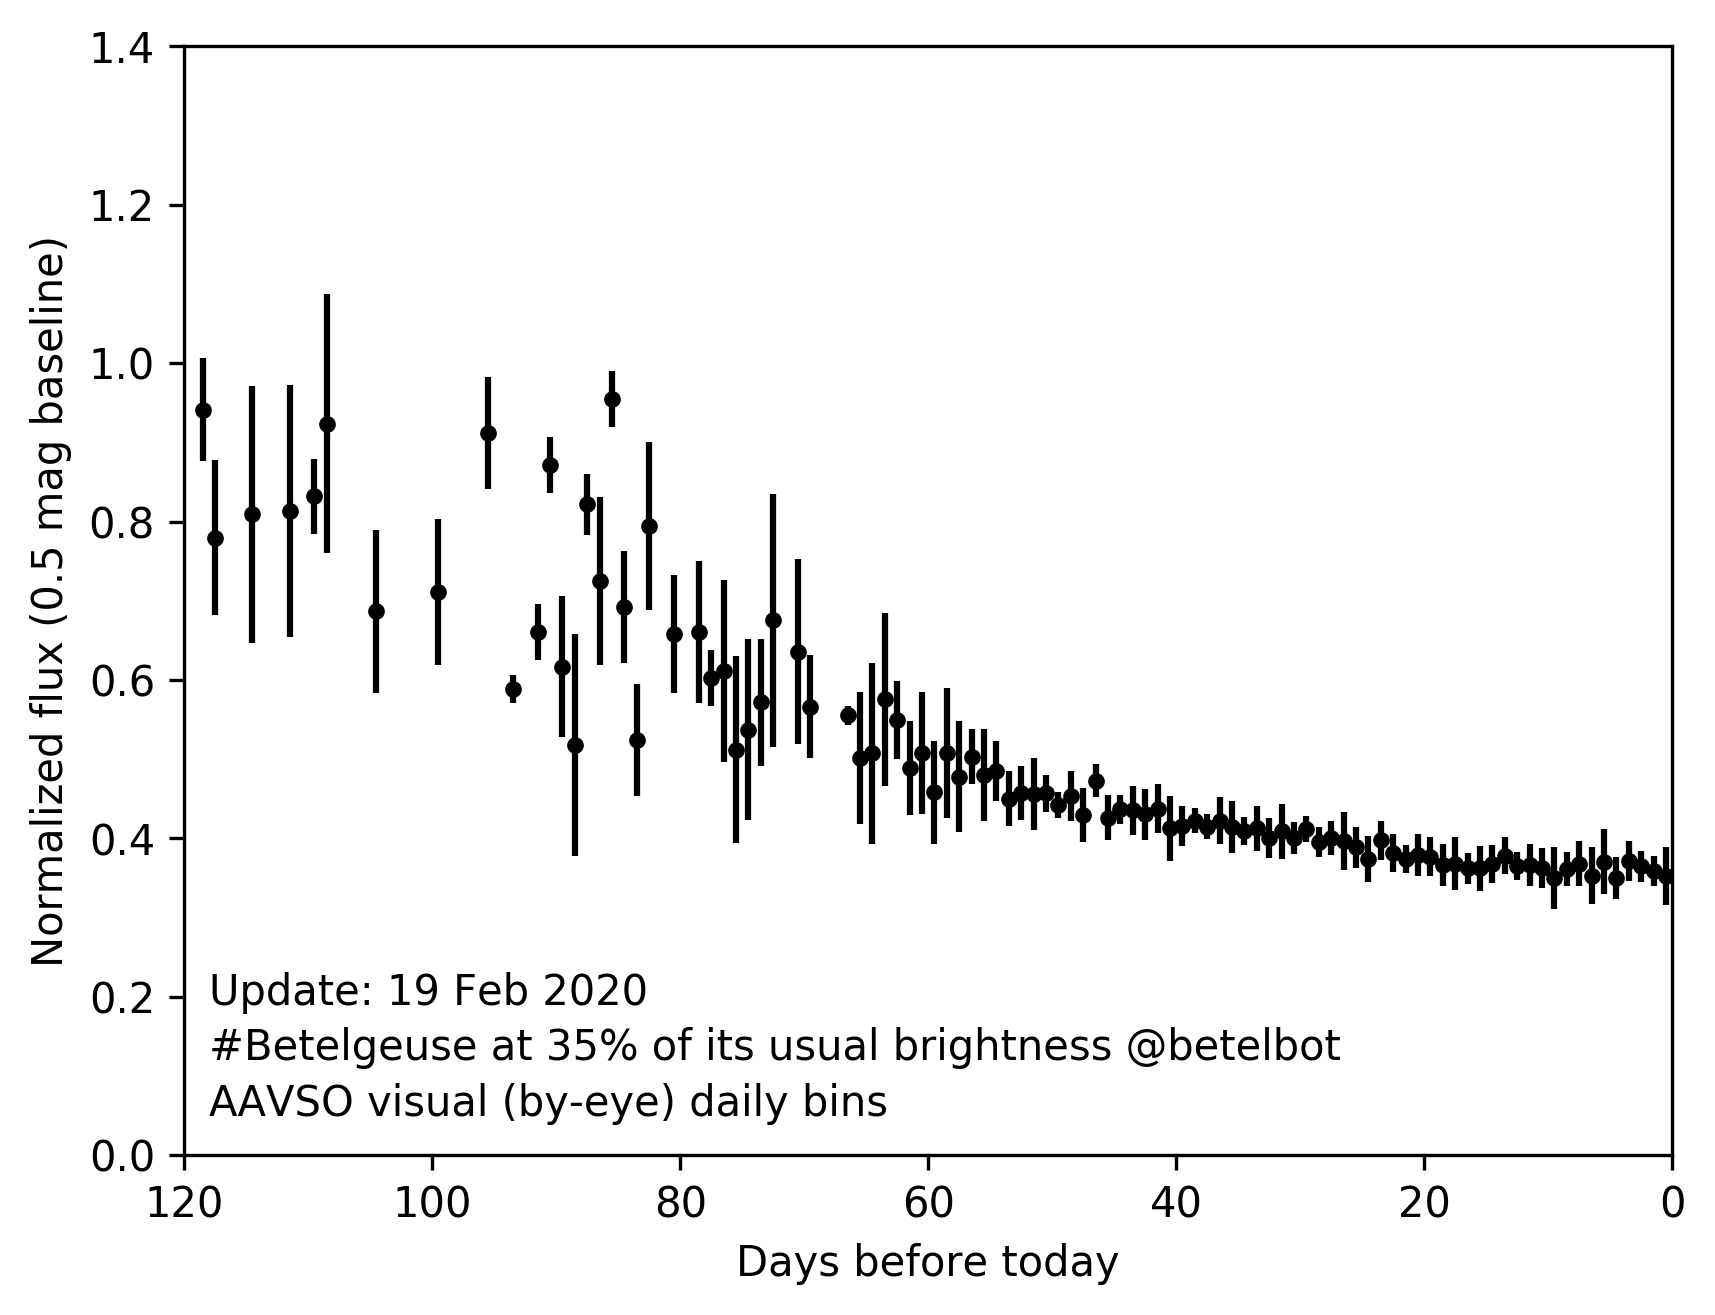 1.4
1.2
1.0
0.8
0.6
0.4
0.2
0.0
Normalized flux (0.5 mag baseline)
Update: 19 Feb 2020
#Betelgeuse at 35% of its usual brightness @betelbot
AAVSO visual (by-eye) daily bins
120 100 80 60 40 20 0
Days before today